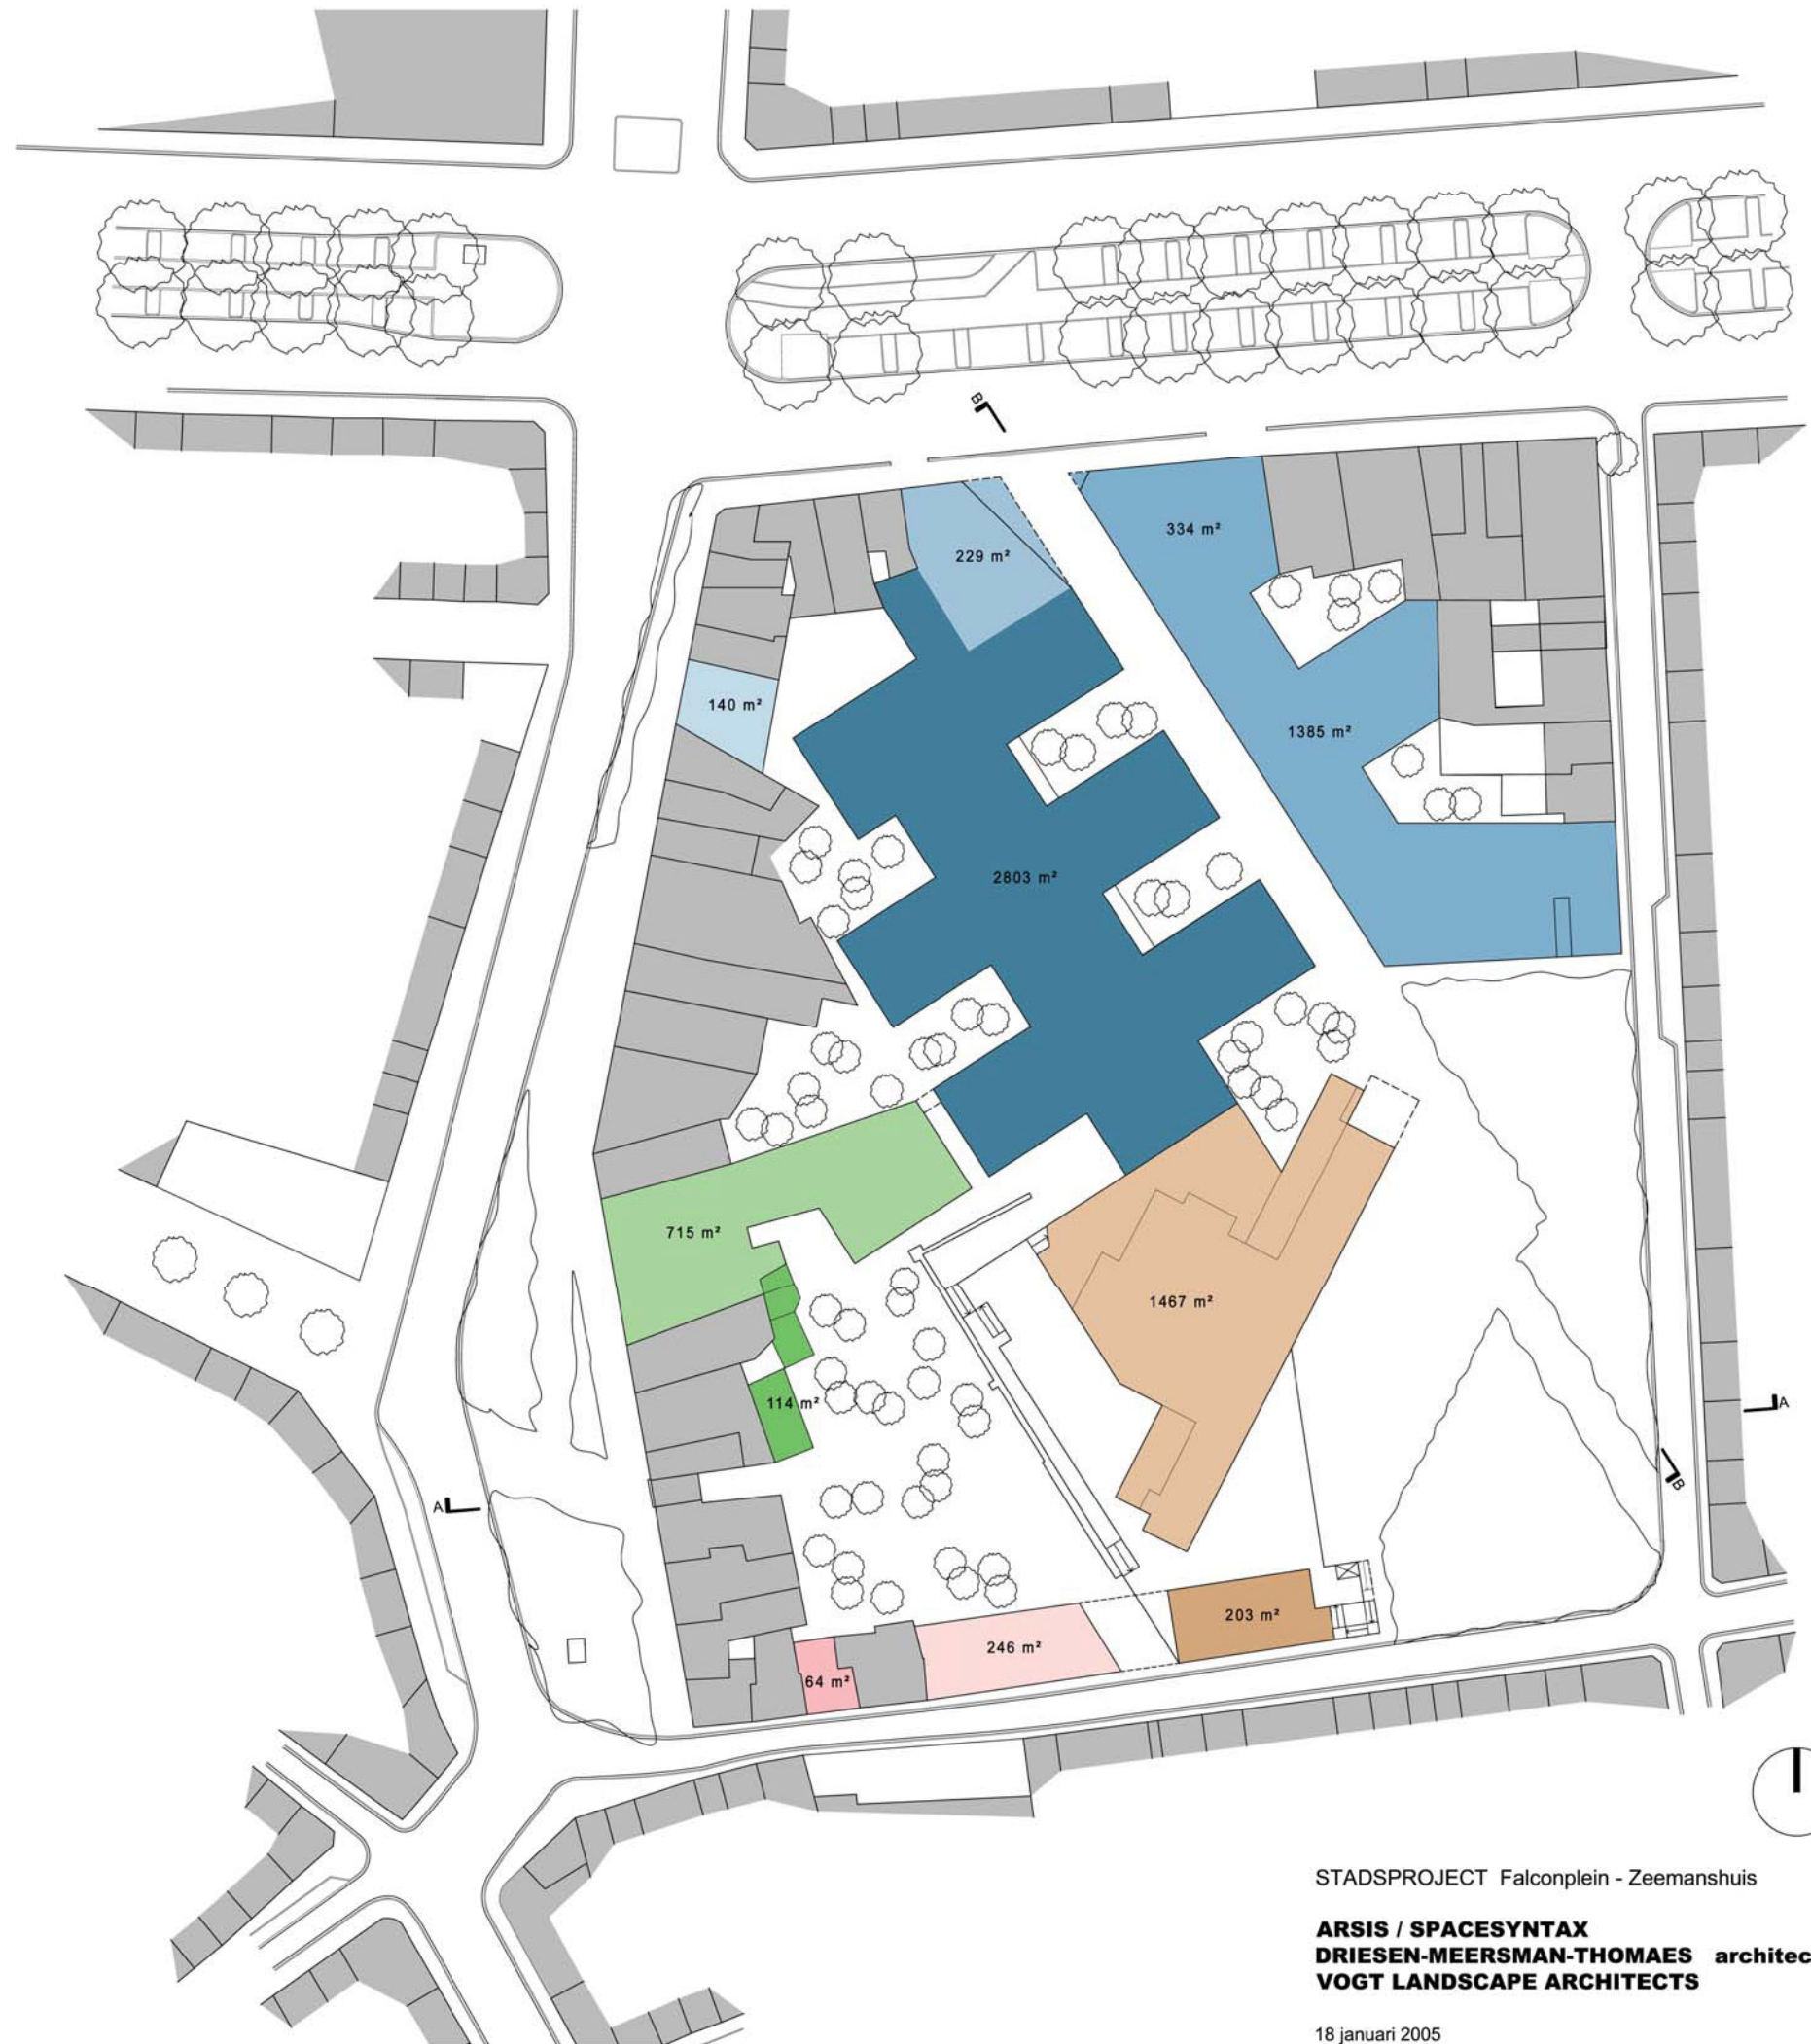 B
334 m²
229 m²
140 m²
1385 m²
2803 m²
715 m²
1467 m²
114 m²
A
B
A
203 m²
246 m²
64 m²
STADSPROJECT Falconplein - Zeemanshuis
ARSIS / SPACESYNTAX
DRIESEN-MEERSMAN-THOMAES architec
VOGT LANDSCAPE ARCHITECTS
18 januari 2005